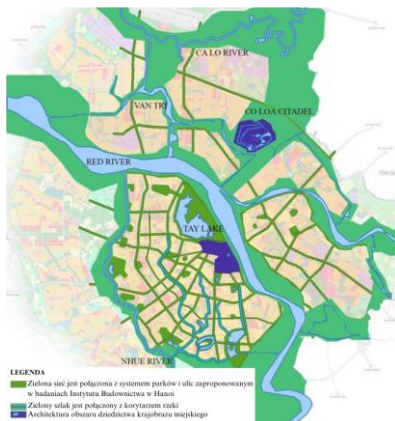 CA LO RIVER
VAN TRI
CO LOA CITADEL
RED RIVER
TAY LAKE
NHUE RIVER
LEGENDA
Zielona sieć jest połączona z systemem parków i ulic zaproponowanym
w badaniach Instytutu Budownictwa w Hanoi
Zielony szlak jest połączony z korytarzem rzeki
Architektura obszaru dziedzictwa krajobrazu miejskiego